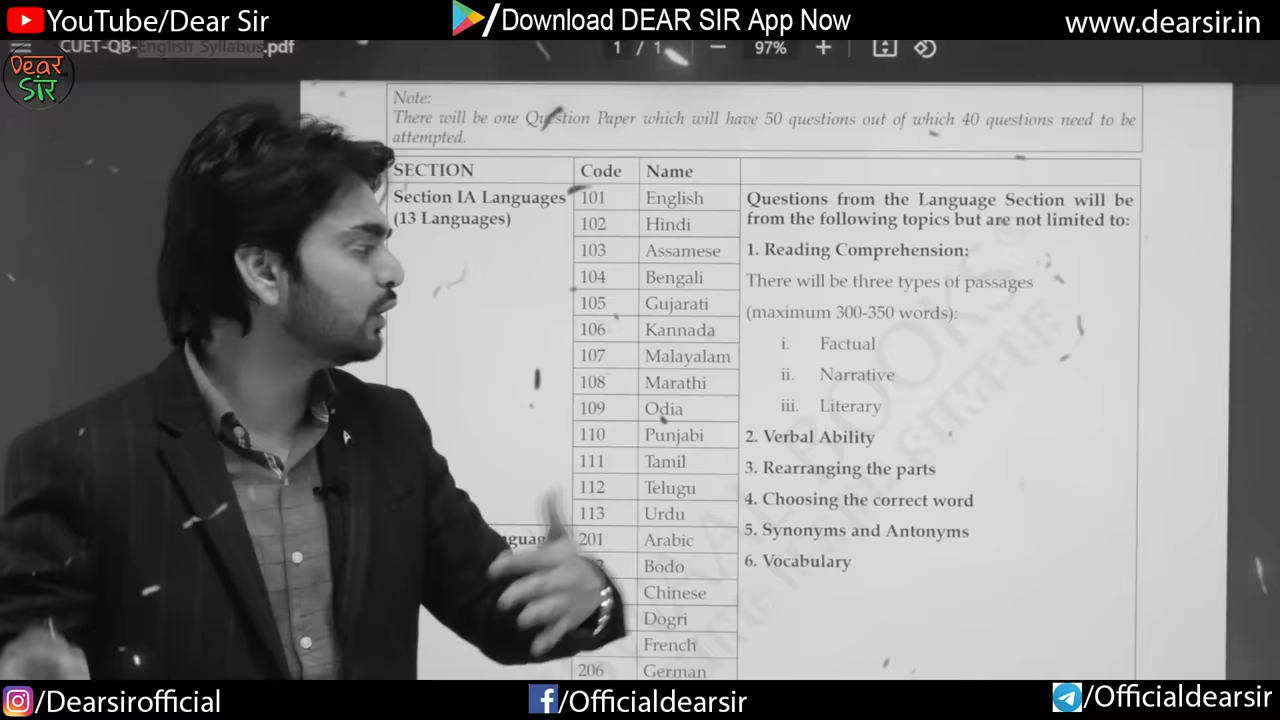 YouTube/Dear Sir
Download DEAR SIR App Now
www.dearsir.in
CUET-QB-English_Syllabus.pdf
1 / 1
97%
Dear
Sir
Note:
There will be one Question Paper which will have 50 questions out of which 40 questions need to be
attempted.
SECTION Code Name
Section IA Languages
(13 Languages)
101 English
102 Hindi
103 Assamese
104 Bengali
105 Gujarati
106 Kannada
107 Malayalam
108 Marathi
109 Odia
110 Punjabi
111 Tamil
112 Telugu
113 Urdu
201 Arabic
Bodo
Chinese
Dogri
French
206 German
Questions from the Language Section will be
from the following topics but are not limited to:
1. Reading Comprehension:
There will be three types of passages
(maximum 300-350 words):
i. Factual
ii. Narrative
iii. Literary
2. Verbal Ability
3. Rearranging the parts
4. Choosing the correct word
5. Synonyms and Antonyms
6. Vocabulary
/Dearsirofficial
/Officialdearsir
/Officialdearsir